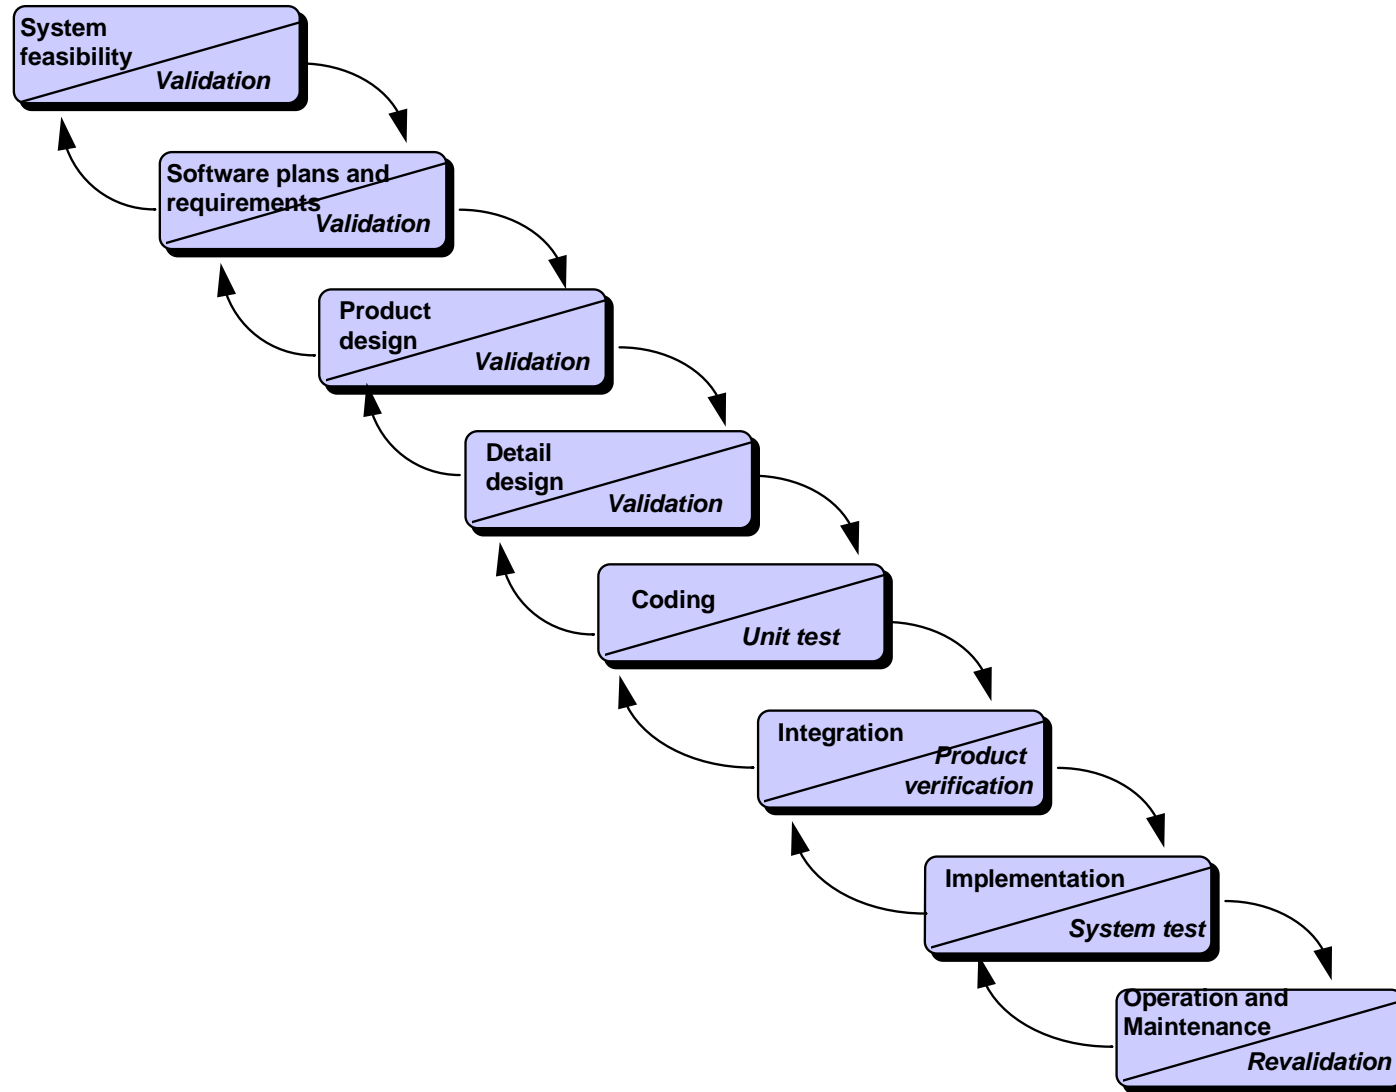 System
feasibility
Validation
Software plans and
requirements
Validation
Product
design
Validation
Detail
design
Validation
Coding
Unit test
Integration
Product
verification
Implementation
System test
Operation and
Maintenance
Revalidation